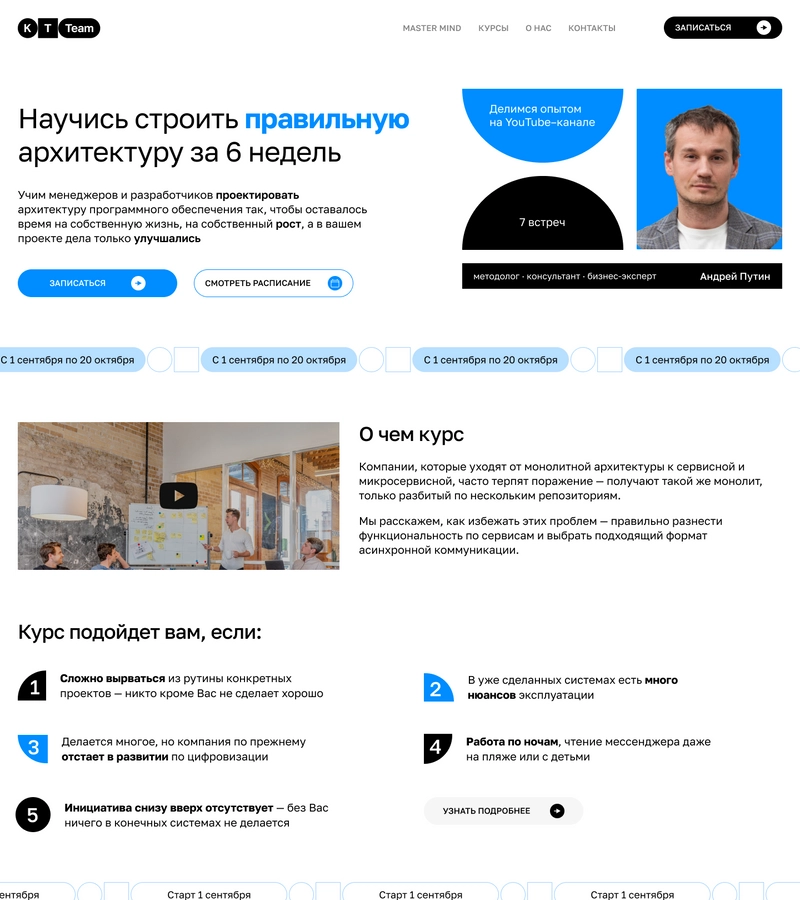 K T Team
MASTER MIND КУРСЫ О НАС КОНТАКТЫ
ЗАПИСАТЬСЯ
Научись строить правильную
архитектуру за 6 недель
Учим менеджеров и разработчиков проектировать
архитектуру программного обеспечения так, чтобы оставалось
время на собственную жизнь, на собственный рост, а в вашем
проекте дела только улучшались
ЗАПИСАТЬСЯ
СМОТРЕТЬ РАСПИСАНИЕ
Делимся опытом
на YouTube–канале
7 встреч
методолог · консультант · бизнес-эксперт
Андрей Путин
С 1 сентября по 20 октября
С 1 сентября по 20 октября
С 1 сентября по 20 октября
С 1 сентября по 20 октября
О чем курс
Компании, которые уходят от монолитной архитектуры к сервисной и
микросервисной, часто терпят поражение — получают такой же монолит,
только разбитый по нескольким репозиториям.
Мы расскажем, как избежать этих проблем — правильно разнести
функциональность по сервисам и выбрать подходящий формат
асинхронной коммуникации.
Курс подойдет вам, если:
1
Сложно вырваться из рутины конкретных
проектов — никто кроме Вас не сделает хорошо
2
В уже сделанных системах есть много
нюансов эксплуатации
3
Делается многое, но компания по прежнему
отстает в развитии по цифровизации
4
Работа по ночам, чтение мессенджера даже
на пляже или с детьми
5
Инициатива снизу вверх отсутствует — без Вас
ничего в конечных системах не делается
УЗНАТЬ ПОДРОБНЕЕ
ентября
Старт 1 сентября
Старт 1 сентября
Старт 1 сентября